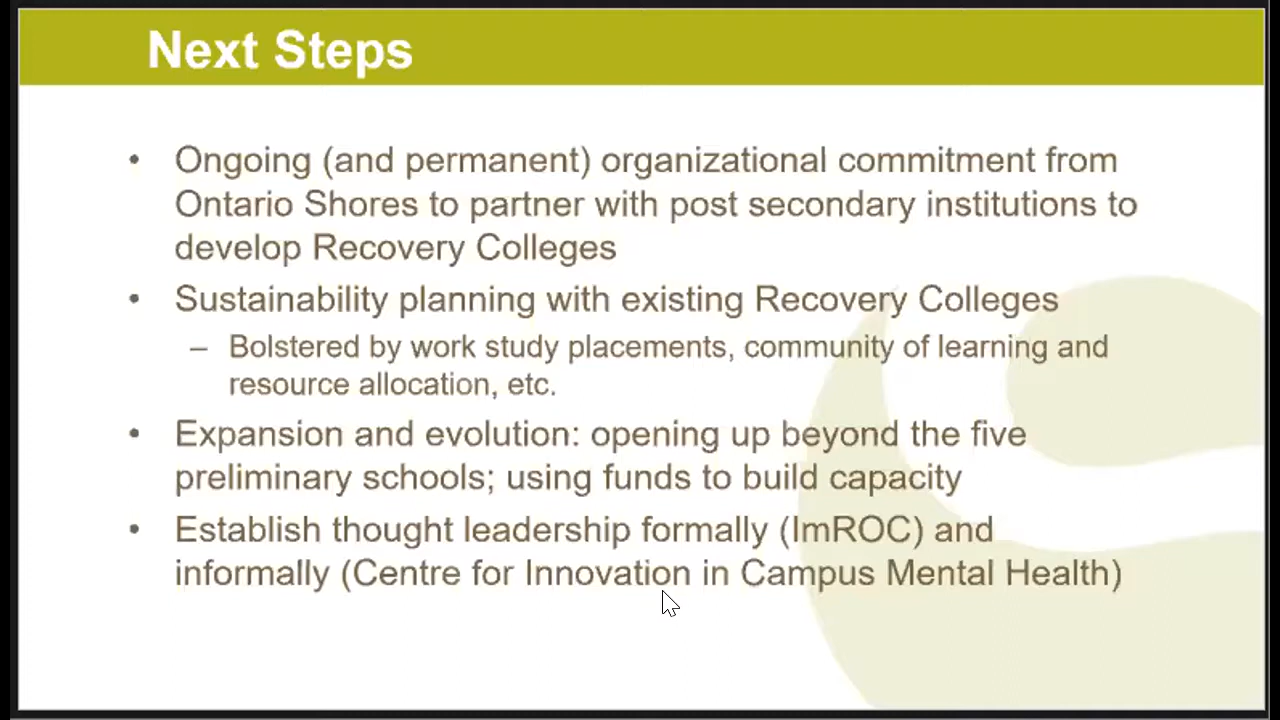 Next Steps
• Ongoing (and permanent) organizational commitment from
Ontario Shores to partner with post secondary institutions to
develop Recovery Colleges
• Sustainability planning with existing Recovery Colleges
– Bolstered by work study placements, community of learning and
resource allocation, etc.
• Expansion and evolution: opening up beyond the five
preliminary schools; using funds to build capacity
• Establish thought leadership formally (ImROC) and
informally (Centre for Innovation in Campus Mental Health)